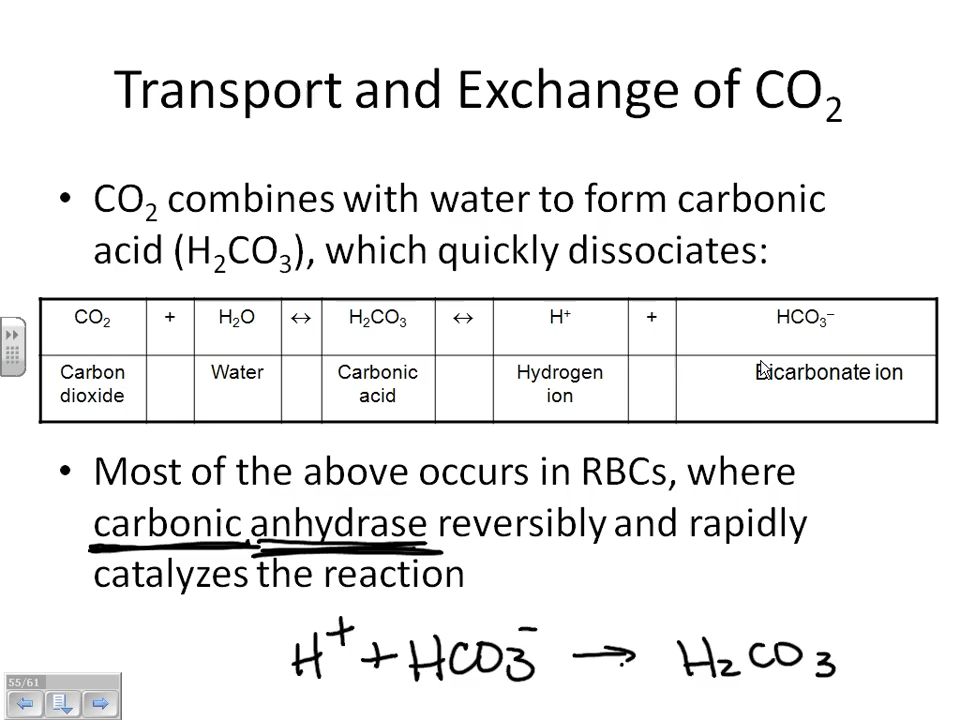 Transport and Exchange of CO₂
• CO₂ combines with water to form carbonic
acid (H₂CO₃), which quickly dissociates:
CO₂ + H₂O ↔ H₂CO₃ ↔ H⁺ + HCO₃⁻
Carbon dioxide Water Carbonic acid Hydrogen ion Bicarbonate ion
• Most of the above occurs in RBCs, where
carbonic anhydrase reversibly and rapidly
catalyzes the reaction
H⁺ + HCO₃⁻ → H₂CO₃
55/61